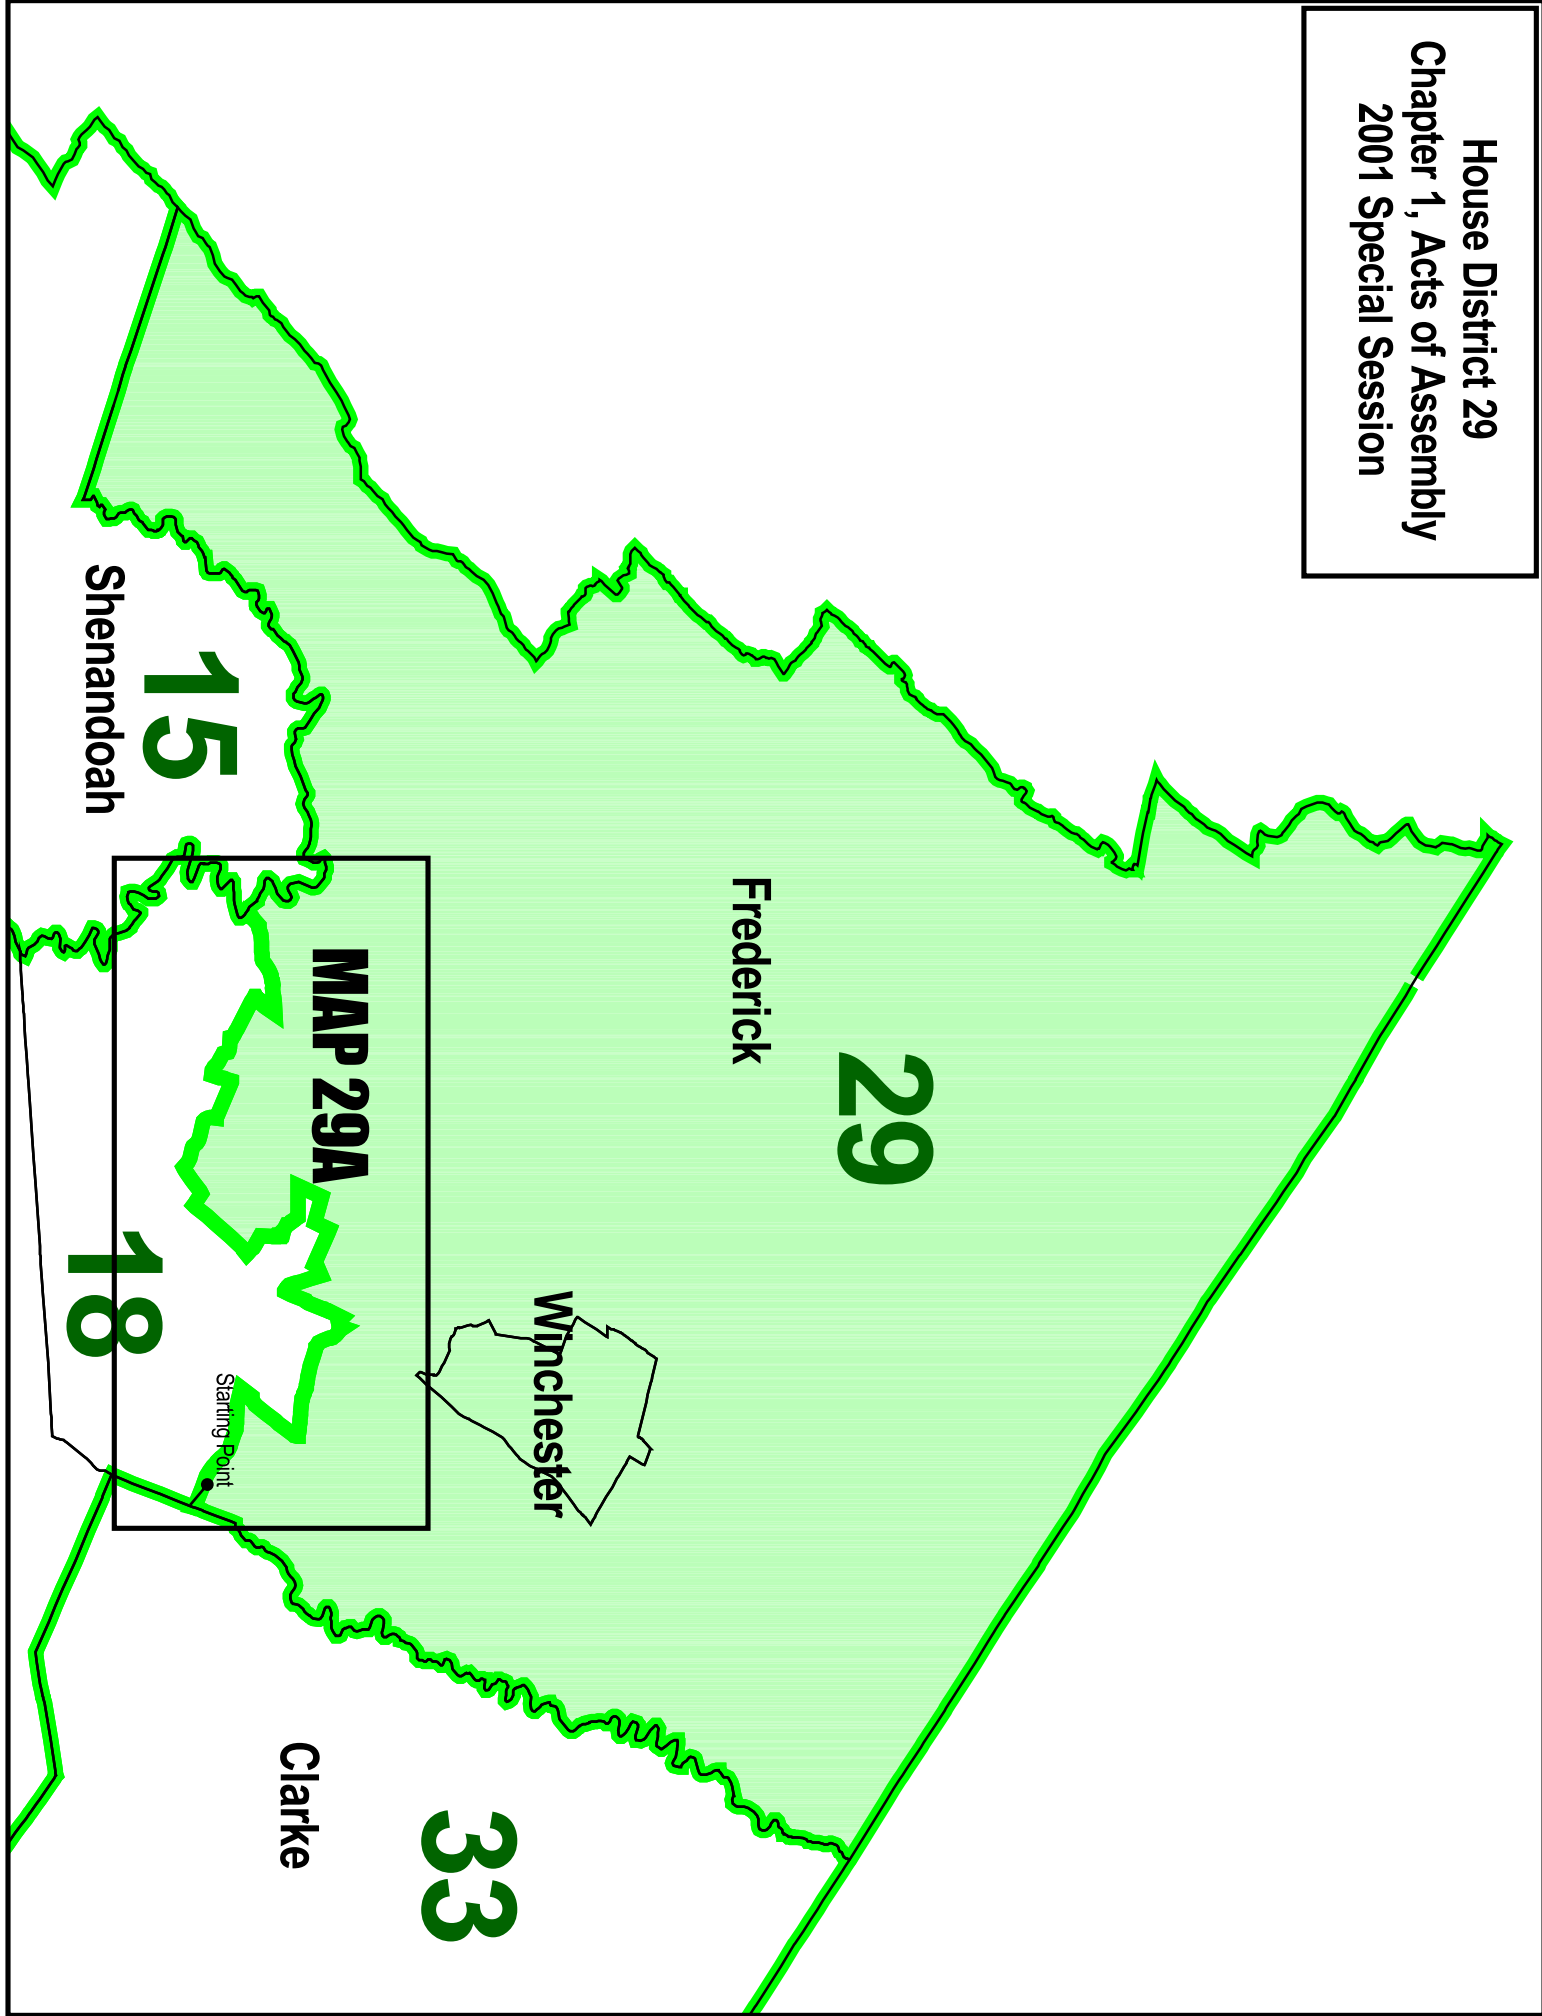 House District 29
Chapter 1, Acts of Assembly
2001 Special Session
29
Frederick
Winchester
MAP 29A
15
Shenandoah
18
Starting Point
33
Clarke